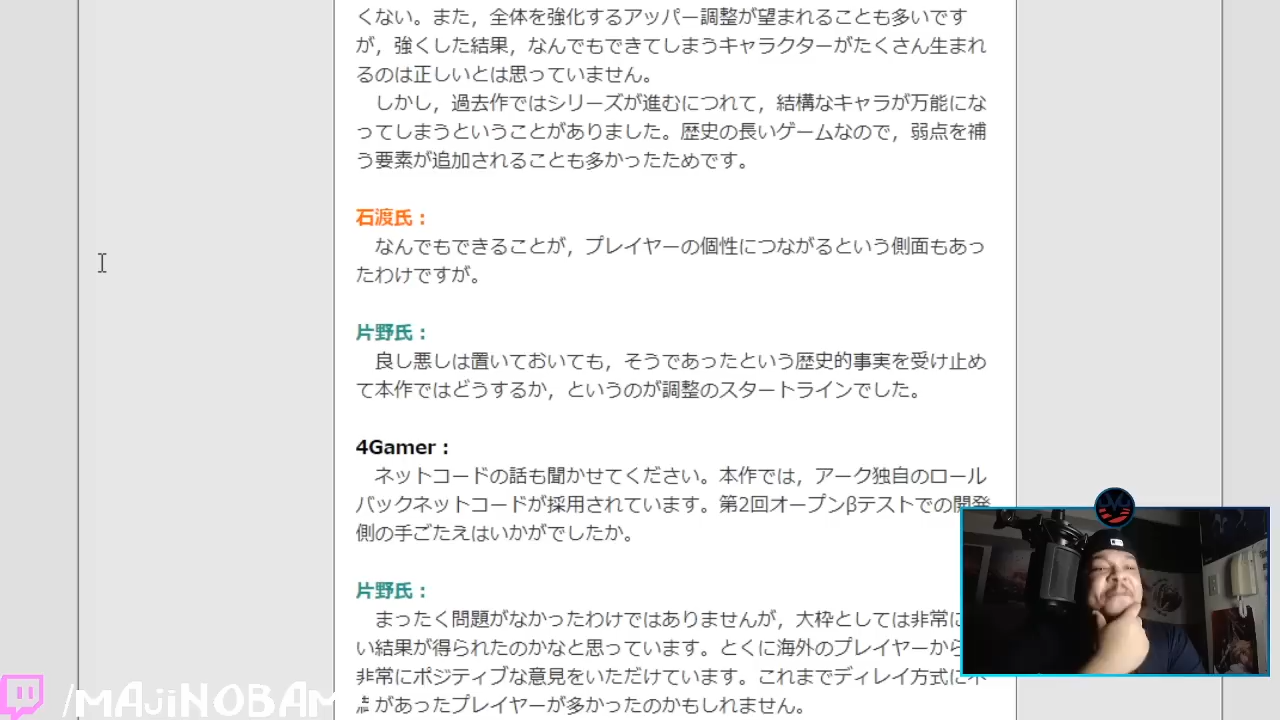 くない。また，全体を強化するアッパー調整が望まれることも多いです
が，強くした結果，なんでもできてしまうキャラクターがたくさん生まれ
るのは正しいとは思っていません。
しかし，過去作ではシリーズが進むにつれて，結構なキャラが万能にな
ってしまうということがありました。歴史の長いゲームなので，弱点を補
う要素が追加されることも多かったためです。
石渡氏：
なんでもできることが，プレイヤーの個性につながるという側面もあっ
たわけですが。
片野氏：
良し悪しは置いておいても，そうであったという歴史的事実を受け止め
て本作ではどうするか，というのが調整のスタートラインでした。
4Gamer：
ネットコードの話も聞かせてください。本作では，アーク独自のロール
バックネットコードが採用されています。第2回オープンβテストでの開発
側の手ごたえはいかがでしたか。
片野氏：
まったく問題がなかったわけではありませんが，大枠としては非常に
い結果が得られたのかなと思っています。とくに海外のプレイヤーから
非常にポジティブな意見をいただけています。これまでディレイ方式に
があったプレイヤーが多かったのかもしれません。
/MAJiNOBAM